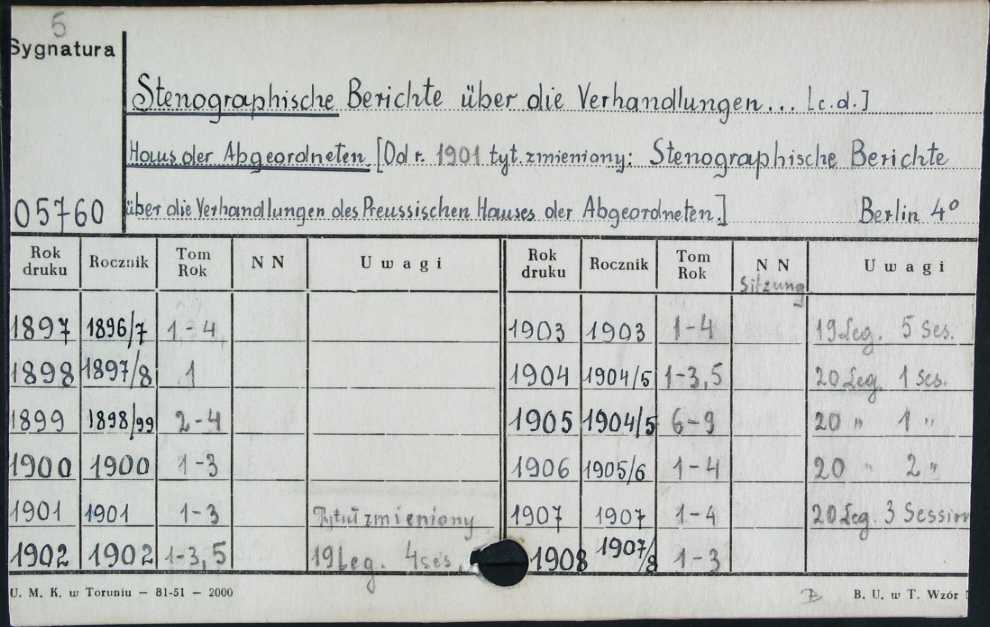 5
Sygnatura
Stenographische Berichte über die Verhandlungen... [c.d.]
Haus der Abgeordneten. [Od r. 1901 tyt. zmieniony: Stenographische Berichte
05760 über die Verhandlungen des Preussischen Hauses der Abgeordneten.] Berlin 4°
Rok druku Rocznik Tom Rok NN Uwagi Rok druku Rocznik Tom Rok NN Sitzung Uwagi
1897 1896/7 1-4 1903 1903 1-4 19 Leg. 5 Ses.
1898 1897/8 1 1904 1904/5 1-3,5 20 Leg. 1 ses.
1899 1898/99 2-4 1905 1904/5 6-9 20 " 1 "
1900 1900 1-3 1906 1905/6 1-4 20 " 2 "
1901 1901 1-3 Tytuł zmieniony 1907 1907 1-4 20 Leg. 3 Session
1902 1902 1-3,5 19 Leg. 4 ses. 1908 1907/8 1-3
U. M. K. w Toruniu — 81-51 — 2000 B. U. w T. Wzór